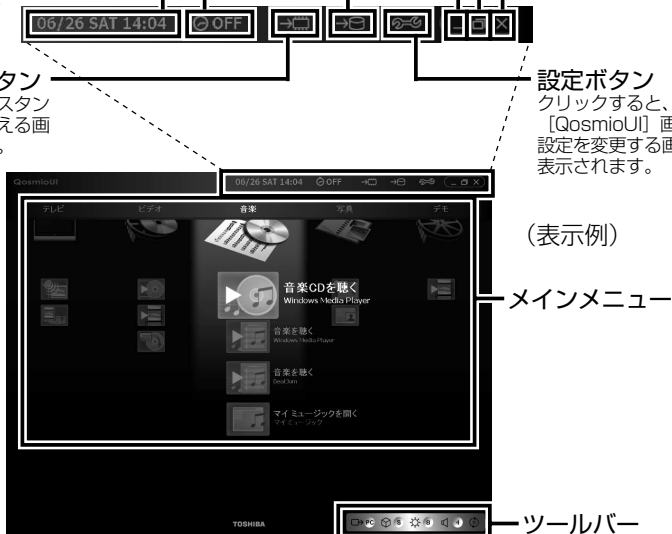 06/26 SAT 14:04 OFF
タン
スタン
える画
。
設定ボタン
クリックすると、
［QosmioUI］画
設定を変更する画
表示されます。
QosmioUI 06/26 SAT 14:04 OFF
テレビ ビデオ 音楽 写真 デモ
（表示例）
音楽CDを聴く
Windows Media Player
メインメニュー
音楽を聴く
Windows Media Player
音楽を聴く
BeatJam
マイ ミュージックを開く
マイ ミュージック
TOSHIBA
PC 8 8 4
ツールバー